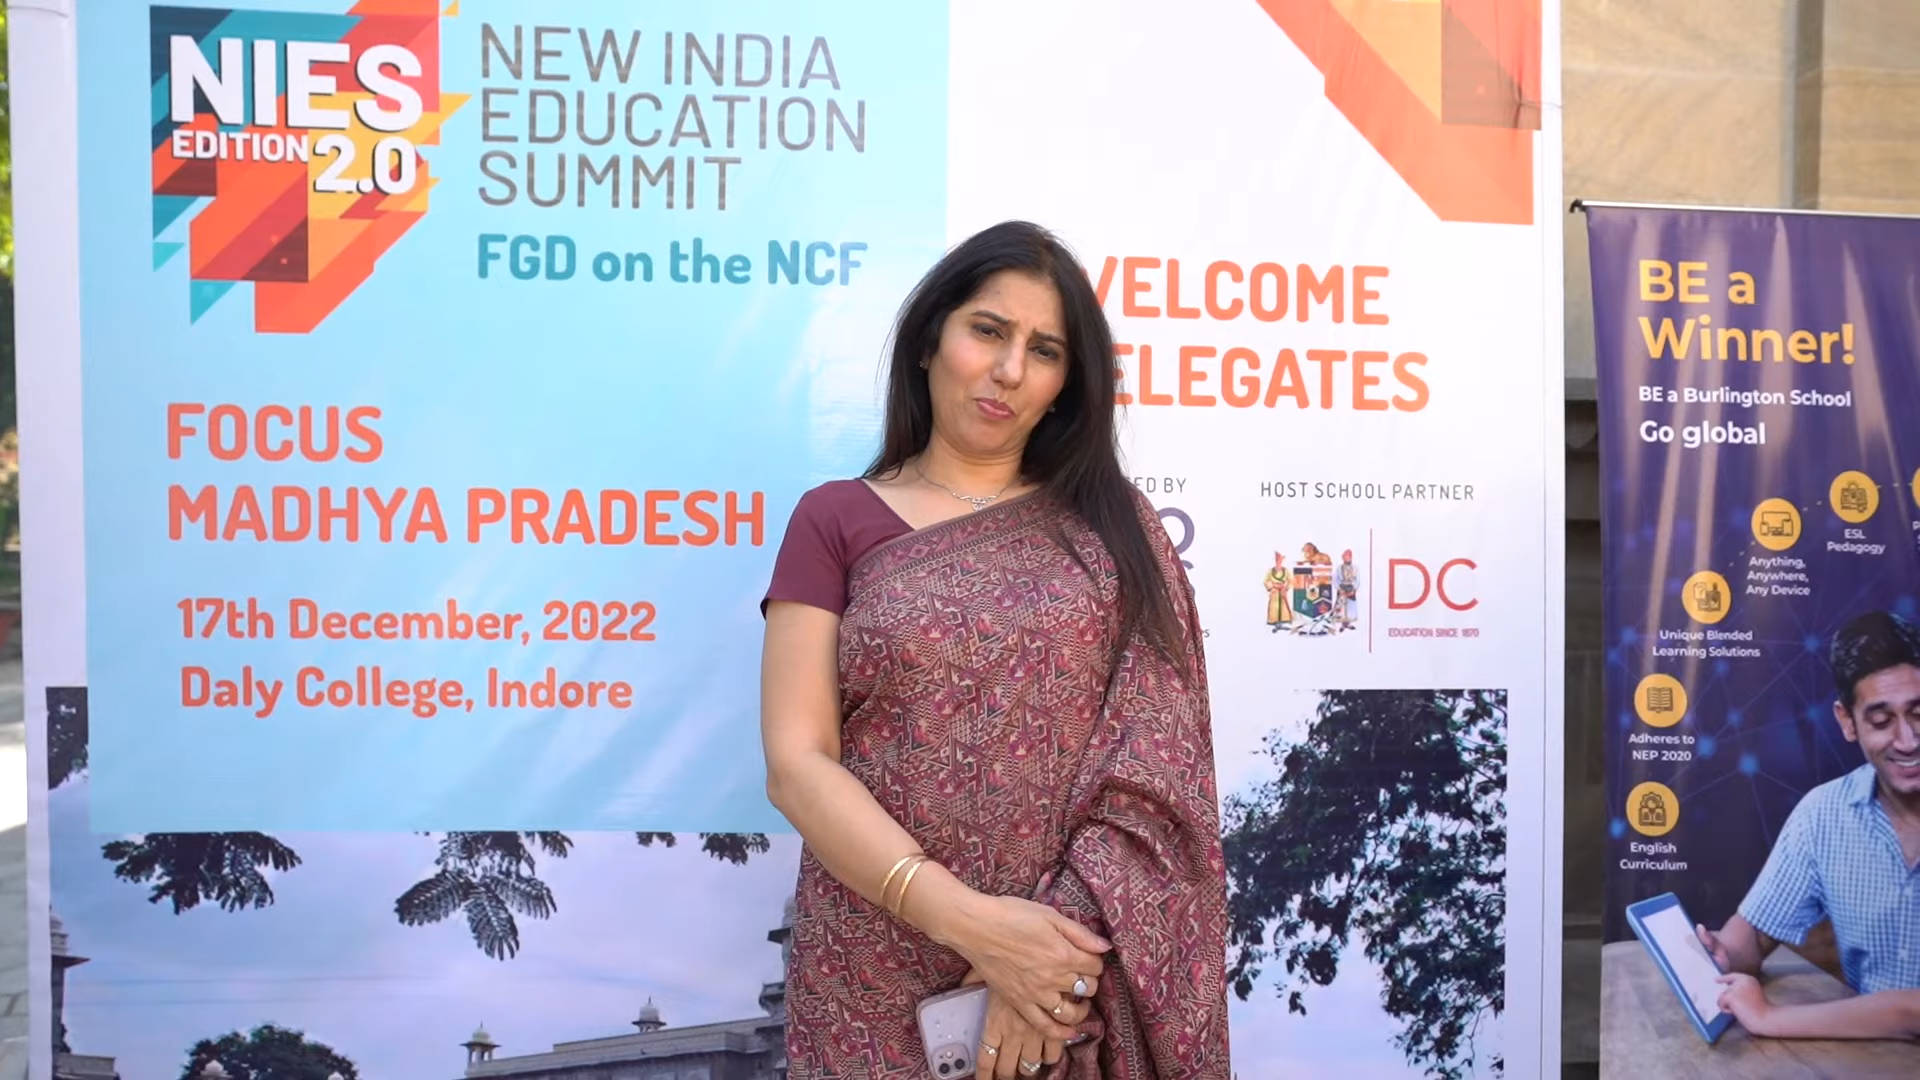 NIES
EDITION 2.0
NEW INDIA
EDUCATION
SUMMIT
FGD on the NCF
FOCUS
MADHYA PRADESH
17th December, 2022
Daly College, Indore
VELCOME
ELEGATES
ED BY
HOST SCHOOL PARTNER
DC
EDUCATION SINCE 1870
BE a
Winner!
BE a Burlington School
Go global
ESL
Pedagogy
Anything,
Anywhere,
Any Device
Unique Blended
Learning Solutions
Adheres to
NEP 2020
English
Curriculum